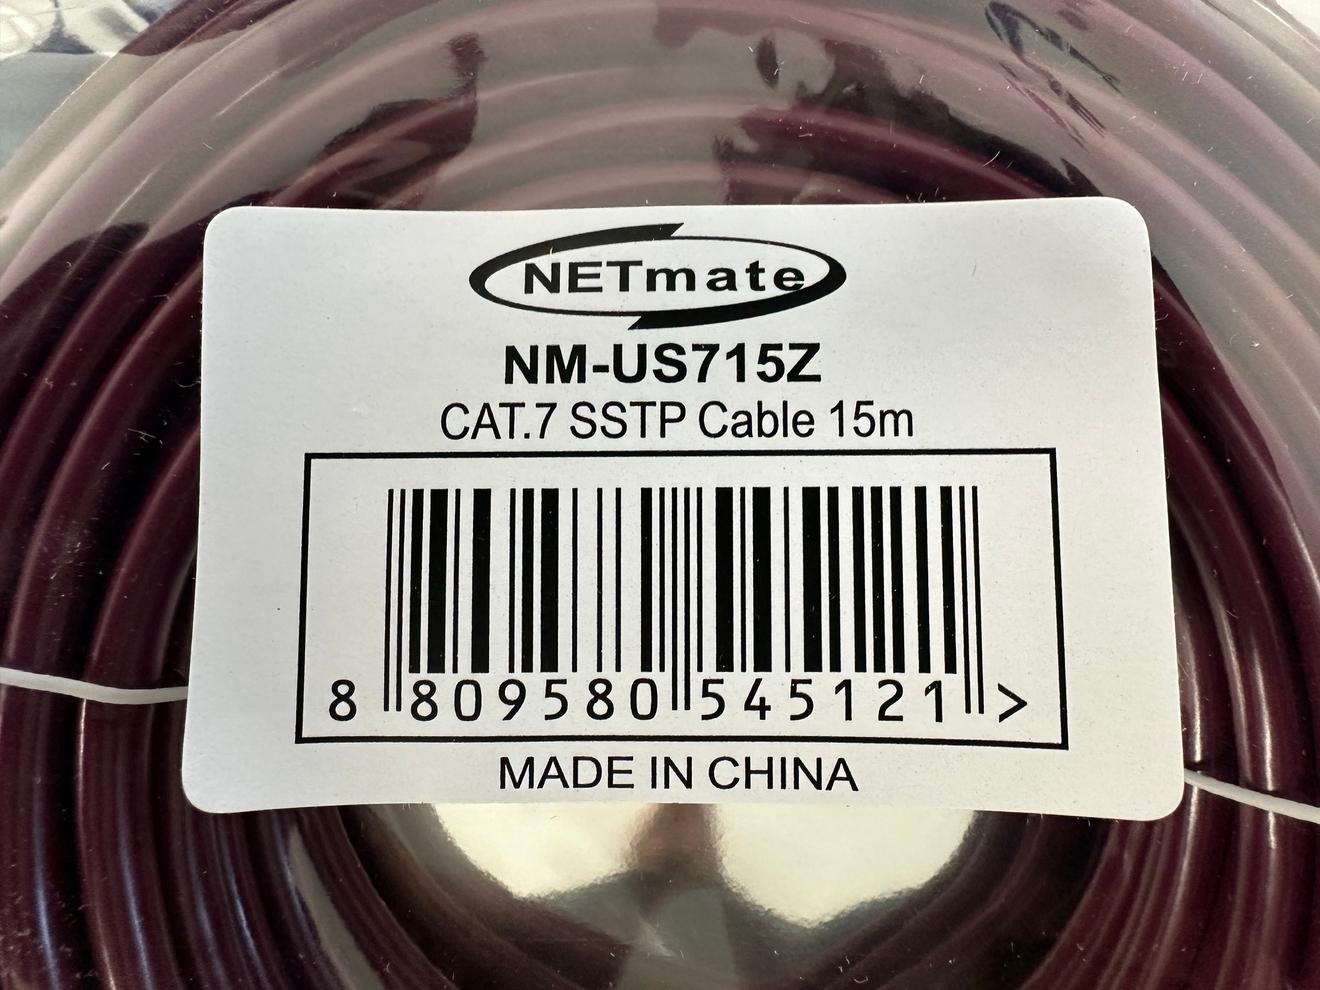 NETmate
NM-US715Z
CAT.7 SSTP Cable 15m
8 809580 545121 >
MADE IN CHINA